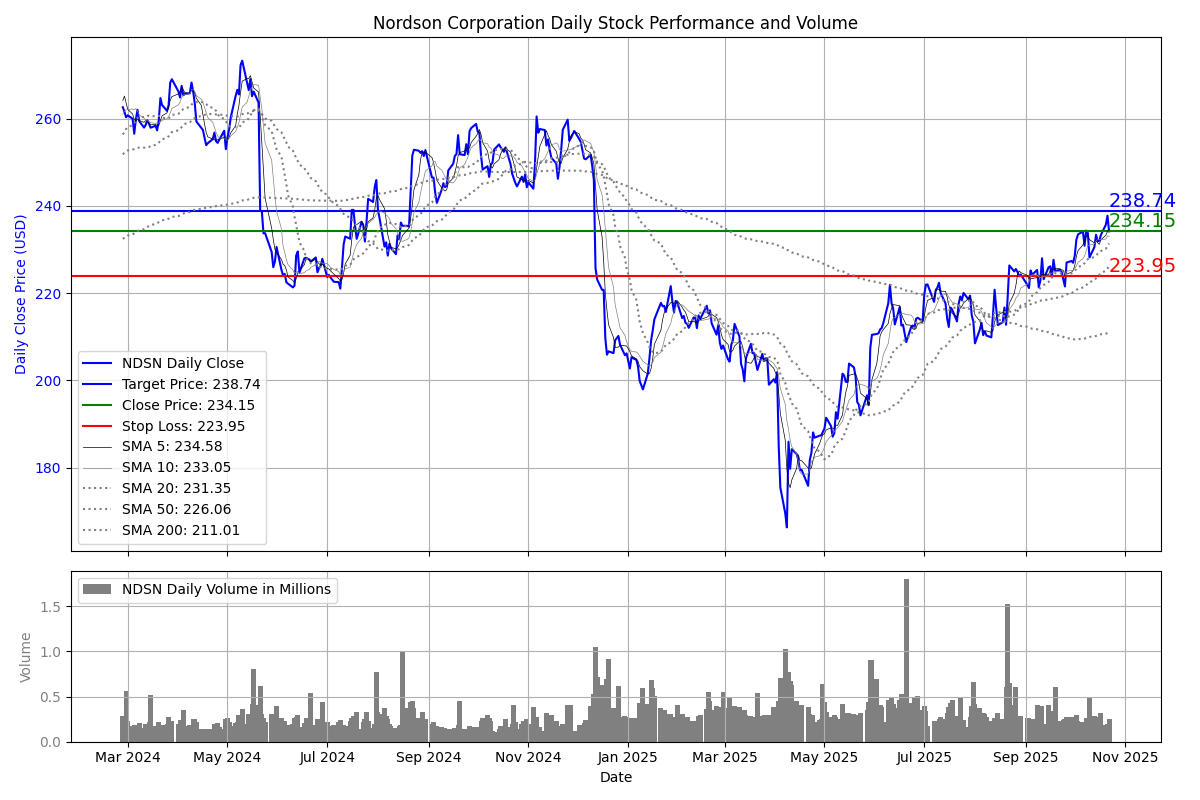 Nordson Corporation Daily Stock Performance and Volume
Daily Close Price (USD)
260
240
220
200
180
238.74
234.15
223.95
NDSN Daily Close
Target Price: 238.74
Close Price: 234.15
Stop Loss: 223.95
SMA 5: 234.58
SMA 10: 233.05
SMA 20: 231.35
SMA 50: 226.06
SMA 200: 211.01
NDSN Daily Volume in Millions
Volume
1.5
1.0
0.5
0.0
Mar 2024 May 2024 Jul 2024 Sep 2024 Nov 2024 Jan 2025 Mar 2025 May 2025 Jul 2025 Sep 2025 Nov 2025
Date